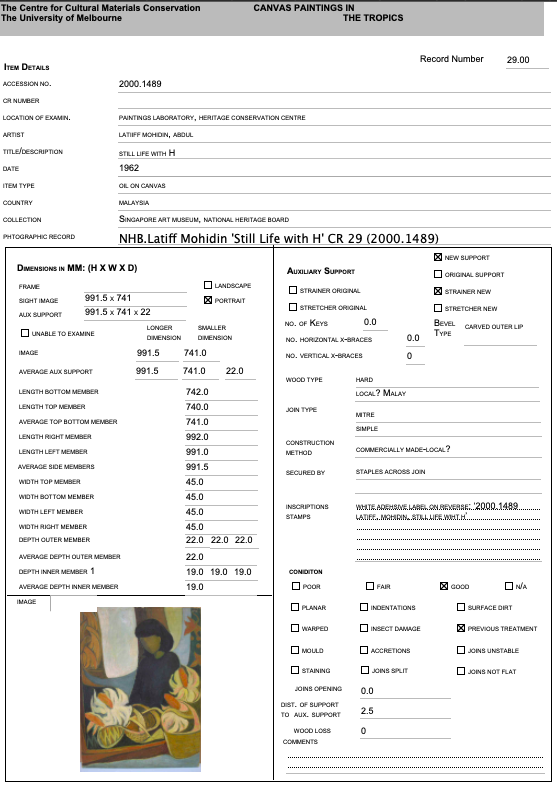 The Centre for Cultural Materials Conservation CANVAS PAINTINGS IN
The University of Melbourne THE TROPICS
Record Number 29.00
ITEM DETAILS
ACCESSION NO. 2000.1489
CR NUMBER
LOCATION OF EXAMIN. PAINTINGS LABORATORY, HERITAGE CONSERVATION CENTRE
ARTIST LATIIFF MOHIDIN, ABDUL
TITLE/DESCRIPTION STILL LIFE WITH H
DATE 1962
ITEM TYPE OIL ON CANVAS
COUNTRY MALAYSIA
COLLECTION SINGAPORE ART MUSEUM, NATIONAL HERITAGE BOARD
PHTOGRAPHIC RECORD NHB.Latiff Mohidin 'Still Life with H' CR 29 (2000.1489)
DIMENSIONS IN MM: (H X W X D)
FRAME LANDSCAPE
SIGHT IMAGE 991.5 x 741 PORTRAIT
AUX SUPPORT 991.5 x 741 x 22
UNABLE TO EXAMINE LONGER DIMENSION SMALLER DIMENSION
IMAGE 991.5 741.0
AVERAGE AUX SUPPORT 991.5 741.0 22.0
LENGTH BOTTOM MEMBER 742.0
LENGTH TOP MEMBER 740.0
AVERAGE TOP BOTTOM MEMBER 741.0
LENGTH RIGHT MEMBER 992.0
LENGTH LEFT MEMBER 991.0
AVERAGE SIDE MEMBERS 991.5
WIDTH TOP MEMBER 45.0
WIDTH BOTTOM MEMBER 45.0
WIDTH LEFT MEMBER 45.0
WIDTH RIGHT MEMBER 45.0
DEPTH OUTER MEMBER 22.0 22.0 22.0
AVERAGE DEPTH OUTER MEMBER 22.0
DEPTH INNER MEMBER 1 19.0 19.0 19.0
AVERAGE DEPTH INNER MEMBER 19.0
IMAGE
AUXILIARY SUPPORT NEW SUPPORT
ORIGINAL SUPPORT
STRAINER ORIGINAL STRAINER NEW
STRETCHER ORIGINAL STRETCHER NEW
NO. OF KEYS 0.0 BEVEL TYPE CARVED OUTER LIP
NO. HORIZONTAL X-BRACES 0.0
NO. VERTICAL X-BRACES 0
WOOD TYPE HARD
LOCAL? MALAY
JOIN TYPE MITRE
SIMPLE
CONSTRUCTION METHOD COMMERCIALLY MADE-LOCAL?
SECURED BY STAPLES ACROSS JOIN
INSCRIPTIONS WHITE ADEHSIVE LABEL ON REVERSE: '2000.1489
STAMPS LATIFF, MOHIDIN, STILL LIFE WIHT H'
CONIDITON
POOR FAIR GOOD N/A
PLANAR INDENTATIONS SURFACE DIRT
WARPED INSECT DAMAGE PREVIOUS TREATMENT
MOULD ACCRETIONS JOINS UNSTABLE
STAINING JOINS SPLIT JOINS NOT FLAT
JOINS OPENING 0.0
DIST. OF SUPPORT TO AUX. SUPPORT 2.5
WOOD LOSS 0
COMMENTS